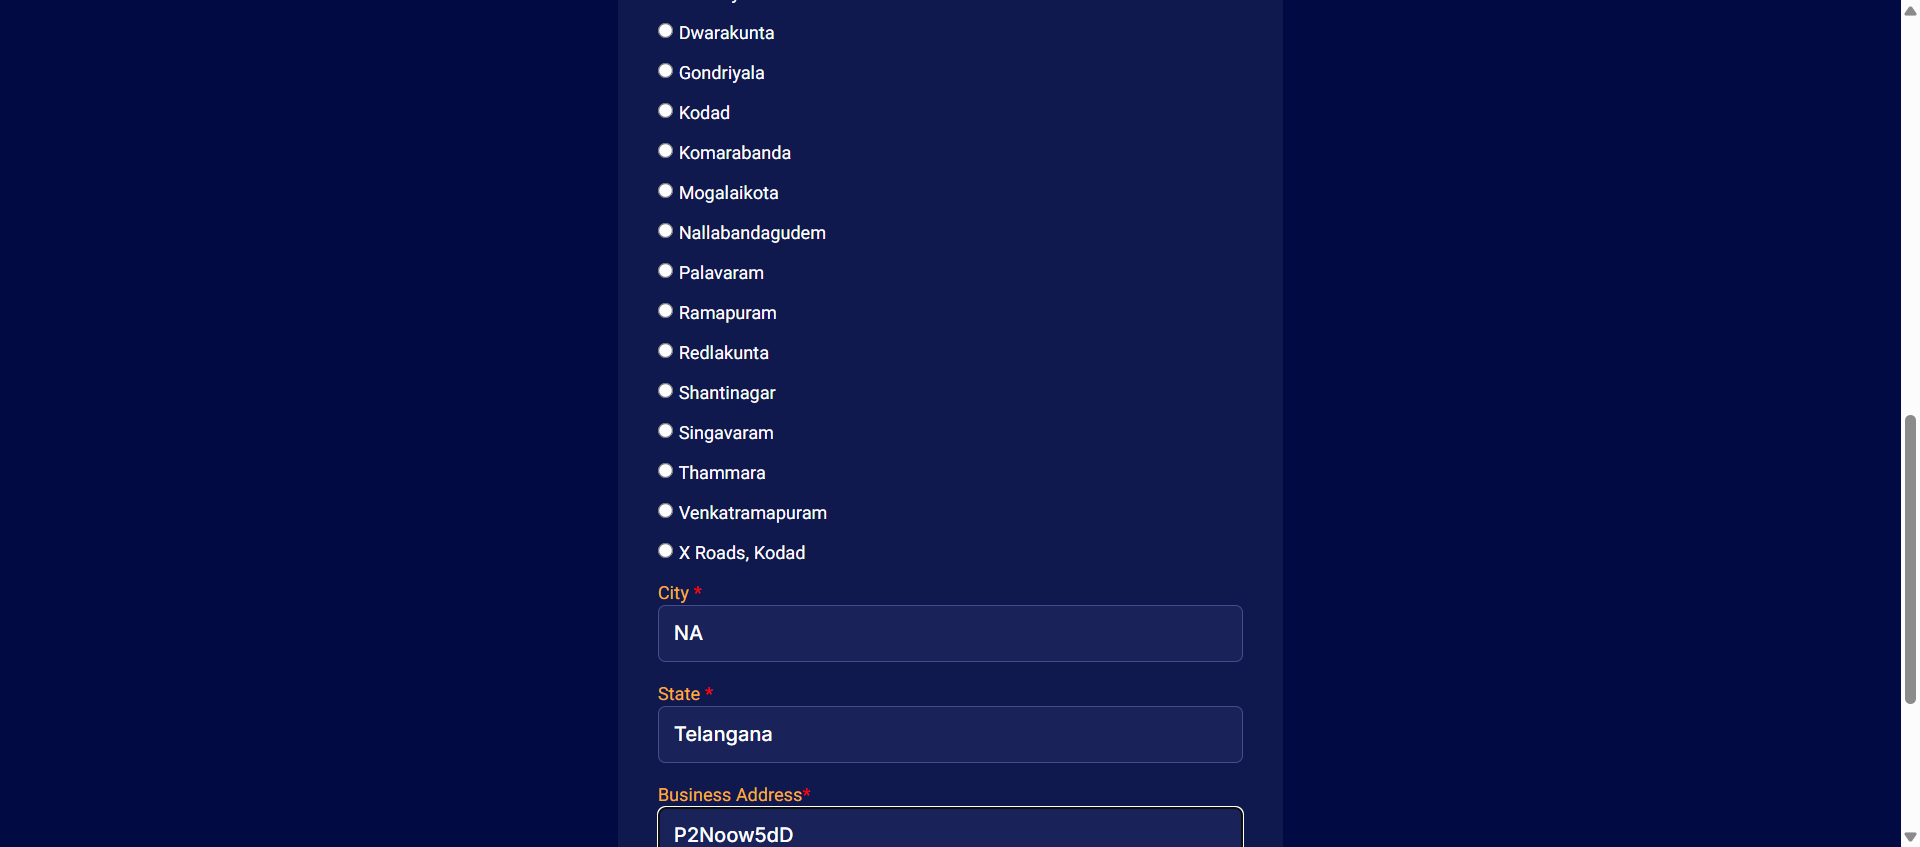 Dwarakunta
Gondriyala
Kodad
Komarabanda
Mogalaikota
Nallabandagudem
Palavaram
Ramapuram
Redlakunta
Shantinagar
Singavaram
Thammara
Venkatramapuram
X Roads, Kodad
City *
NA
State *
Telangana
Business Address*
P2Noow5dD